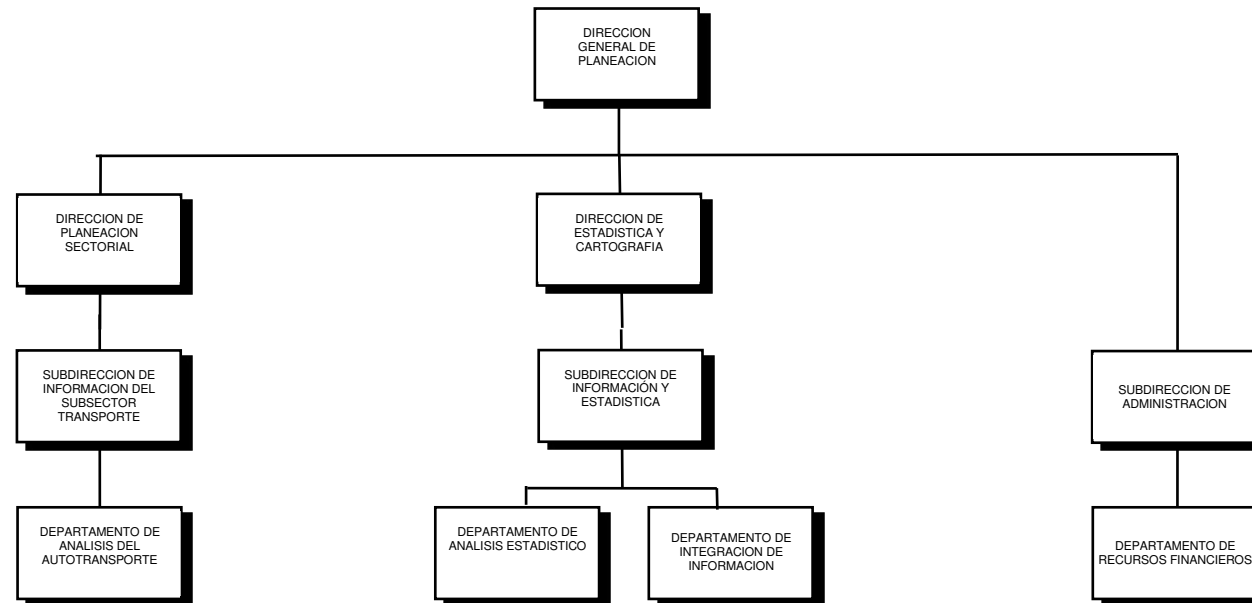 DIRECCION
GENERAL DE
PLANEACION
DIRECCION DE
PLANEACION
SECTORIAL
DIRECCION DE
ESTADISTICA Y
CARTOGRAFIA
SUBDIRECCION DE
INFORMACION DEL
SUBSECTOR
TRANSPORTE
SUBDIRECCION DE
INFORMACIÓN Y
ESTADISTICA
SUBDIRECCION DE
ADMINISTRACION
DEPARTAMENTO DE
ANALISIS DEL
AUTOTRANSPORTE
DEPARTAMENTO DE
ANALISIS ESTADISTICO
DEPARTAMENTO DE
INTEGRACION DE
INFORMACION
DEPARTAMENTO DE
RECURSOS FINANCIEROS